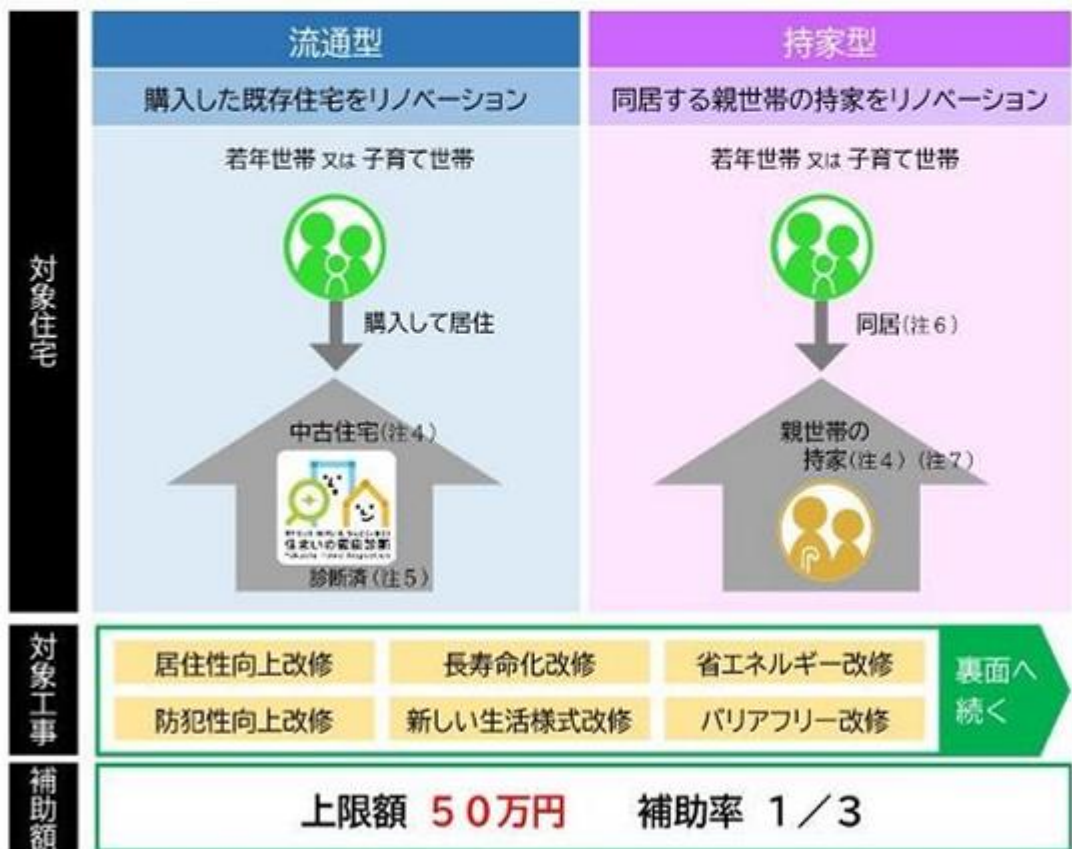 対象住宅
流通型
購入した既存住宅をリノベーション
若年世帯 又は 子育て世帯
購入して居住
中古住宅(注4)
住まいの健康診断
診断済(注5)
持家型
同居する親世帯の持家をリノベーション
若年世帯 又は 子育て世帯
同居(注6)
親世帯の
持家(注4)(注7)
対象工事
居住性向上改修 長寿命化改修 省エネルギー改修
防犯性向上改修 新しい生活様式改修 バリアフリー改修
裏面へ
続く
補助額
上限額 50万円 補助率 1/3